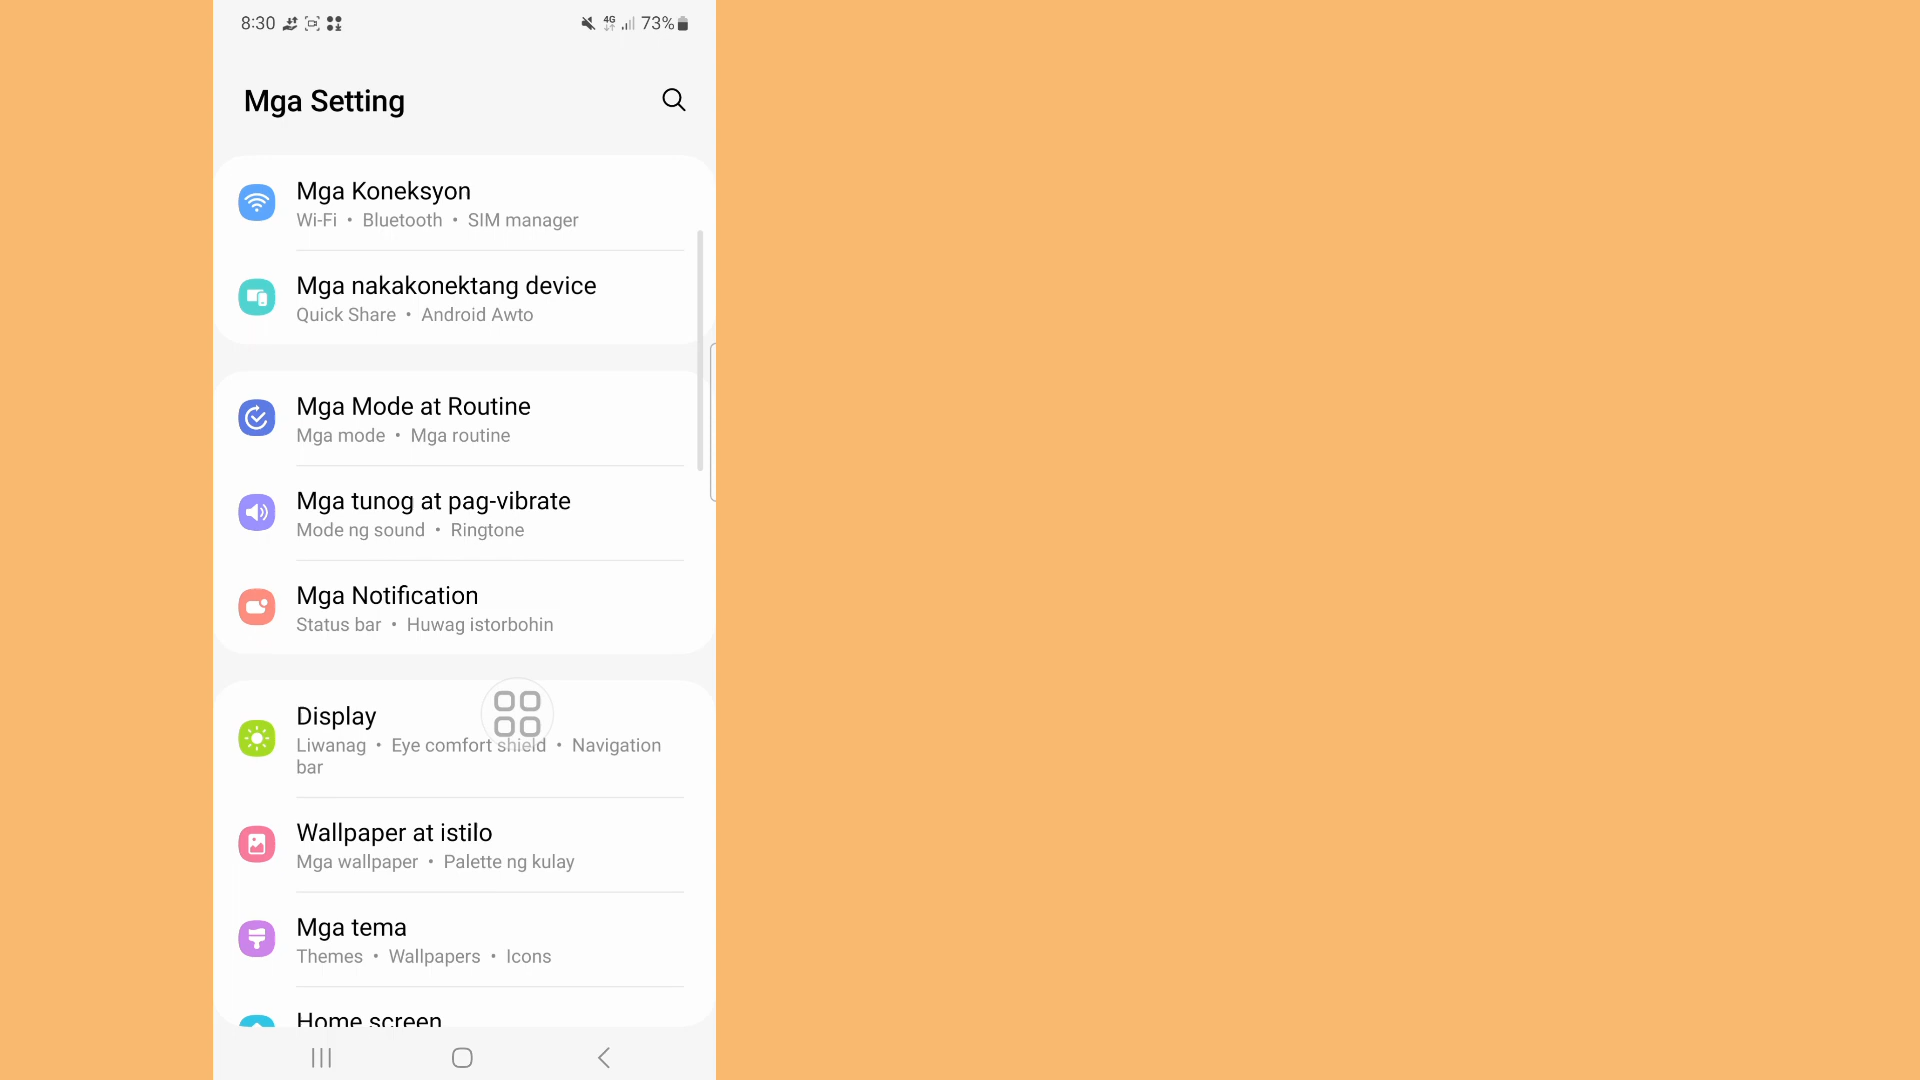 8:30 4G 73%
Mga Setting
Mga Koneksyon
Wi-Fi • Bluetooth • SIM manager
Mga nakakonektang device
Quick Share • Android Awto
Mga Mode at Routine
Mga mode • Mga routine
Mga tunog at pag-vibrate
Mode ng sound • Ringtone
Mga Notification
Status bar • Huwag istorbohin
Display
Liwanag • Eye comfort shield • Navigation
bar
Wallpaper at istilo
Mga wallpaper • Palette ng kulay
Mga tema
Themes • Wallpapers • Icons
Home screen